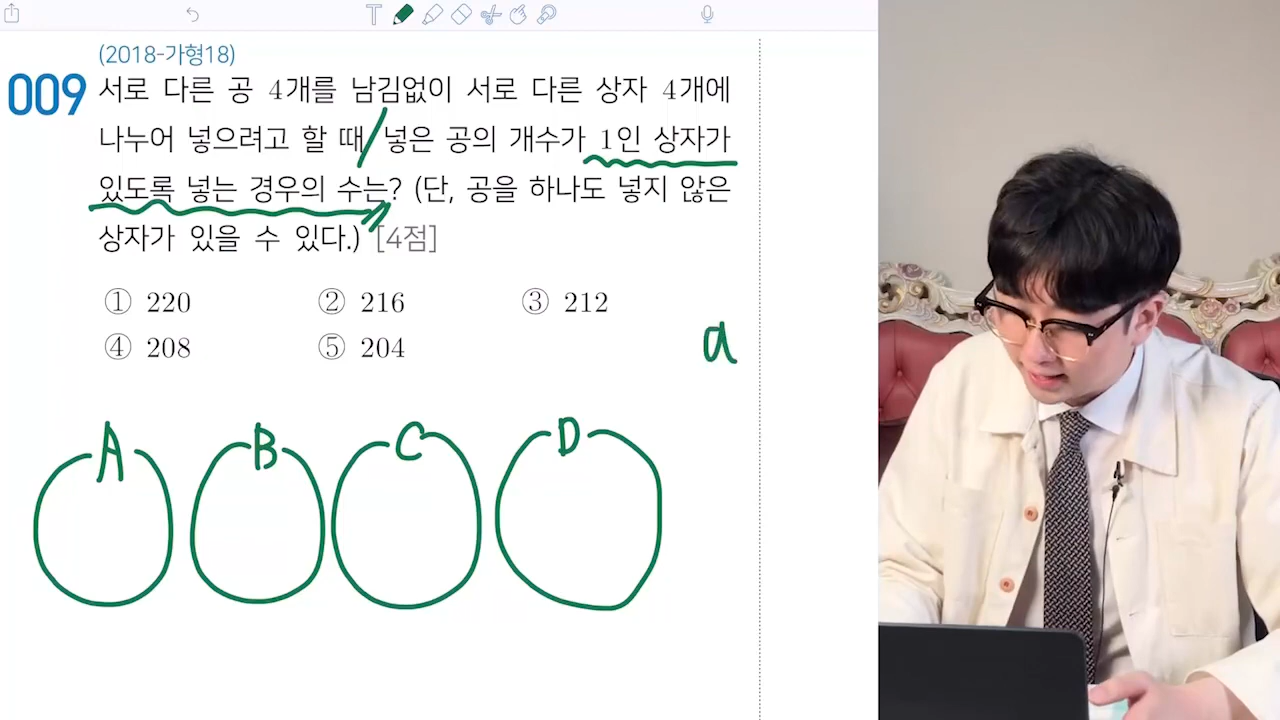 (2018-가형18)
009 서로 다른 공 4개를 남김없이 서로 다른 상자 4개에
나누어 넣으려고 할 때 넣은 공의 개수가 1인 상자가
있도록 넣는 경우의 수는? (단, 공을 하나도 넣지 않은
상자가 있을 수 있다.) [4점]
① 220 ② 216 ③ 212
④ 208 ⑤ 204
a
A B C D